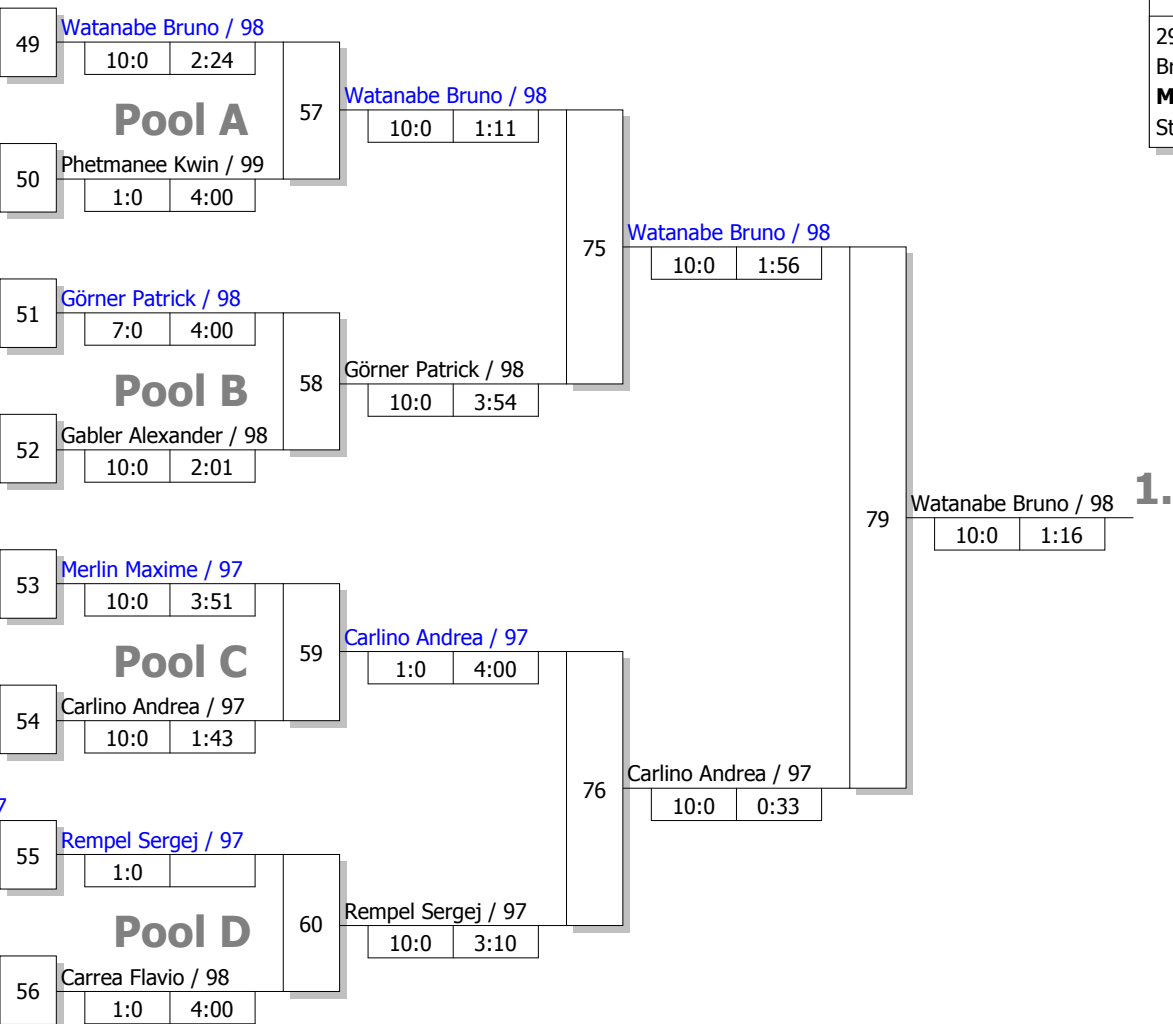 49
Watanabe Bruno / 98
10:0 2:24
Pool A
57
Watanabe Bruno / 98
10:0 1:11
50
Phetmanee Kwin / 99
1:0 4:00
75
Watanabe Bruno / 98
10:0 1:56
51
Görner Patrick / 98
7:0 4:00
Pool B
58
Görner Patrick / 98
10:0 3:54
52
Gabler Alexander / 98
10:0 2:01
79
Watanabe Bruno / 98
10:0 1:16
1.
53
Merlin Maxime / 97
10:0 3:51
Pool C
59
Carlino Andrea / 97
1:0 4:00
54
Carlino Andrea / 97
10:0 1:43
76
Carlino Andrea / 97
10:0 0:33
7
55
Rempel Sergej / 97
1:0
Pool D
60
Rempel Sergej / 97
10:0 3:10
56
Carrea Flavio / 98
1:0 4:00
29
Br
M
St